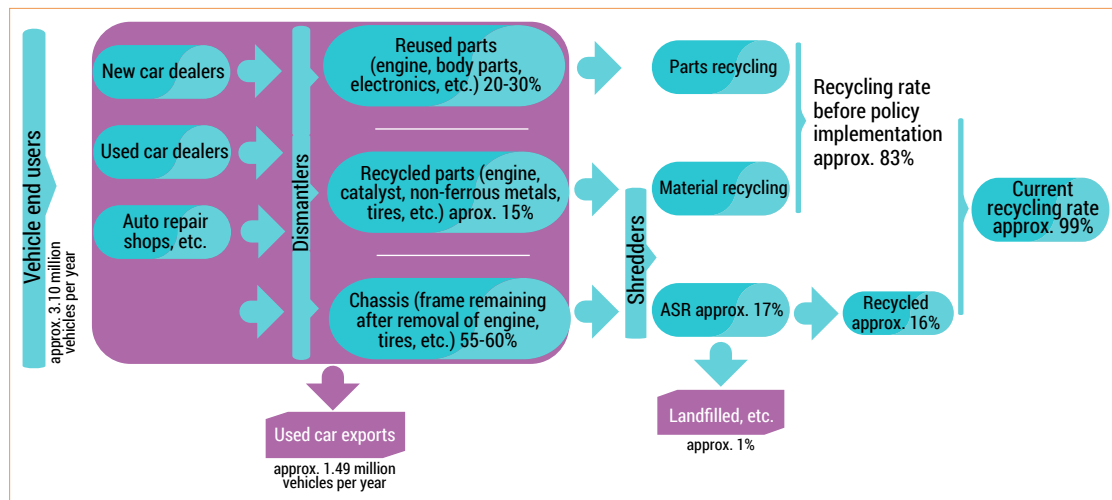 Vehicle end users
approx. 3.10 million
vehicles per year
New car dealers
Used car dealers
Auto repair
shops, etc.
Dismantlers
Reused parts
(engine, body parts,
electronics, etc.) 20-30%
Recycled parts (engine,
catalyst, non-ferrous metals,
tires, etc.) aprox. 15%
Chassis (frame remaining
after removal of engine,
tires, etc.) 55-60%
Used car exports
approx. 1.49 million
vehicles per year
Shredders
Parts recycling
Material recycling
ASR approx. 17%
Landfilled, etc.
approx. 1%
Recycling rate
before policy
implementation
approx. 83%
Recycled
approx. 16%
Current
recycling rate
approx. 99%